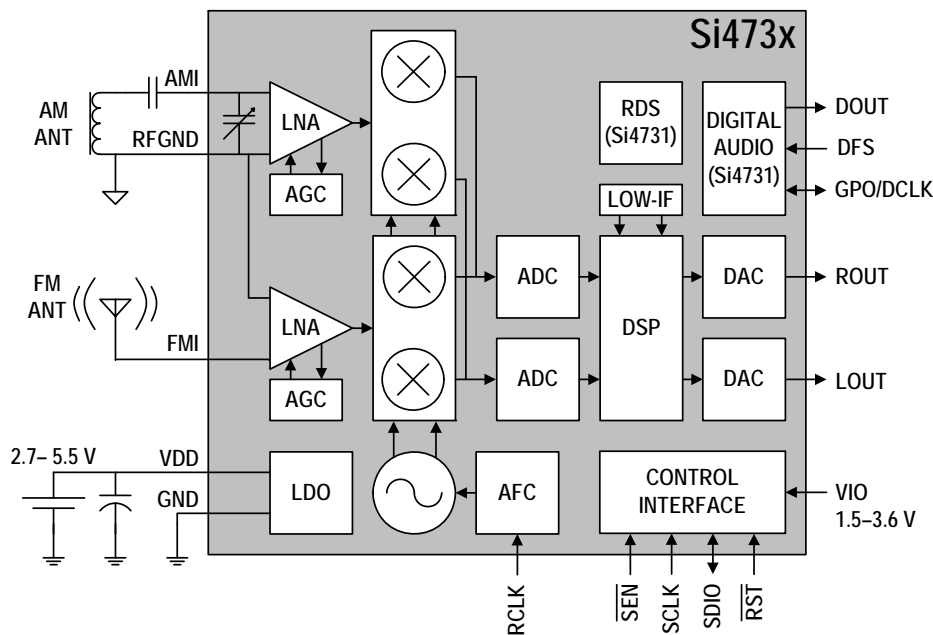 Si473x
AMI
AM
ANT
RFGND
LNA
AGC
RDS
(Si4731)
DIGITAL
AUDIO
(Si4731)
DOUT
DFS
GPO/DCLK
LOW-IF
FM
ANT
FMI
LNA
AGC
ADC
ADC
DSP
DAC
DAC
ROUT
LOUT
2.7– 5.5 V
VDD
GND
LDO
AFC
RCLK
CONTROL
INTERFACE
VIO
1.5–3.6 V
SEN
SCLK
SDIO
RST